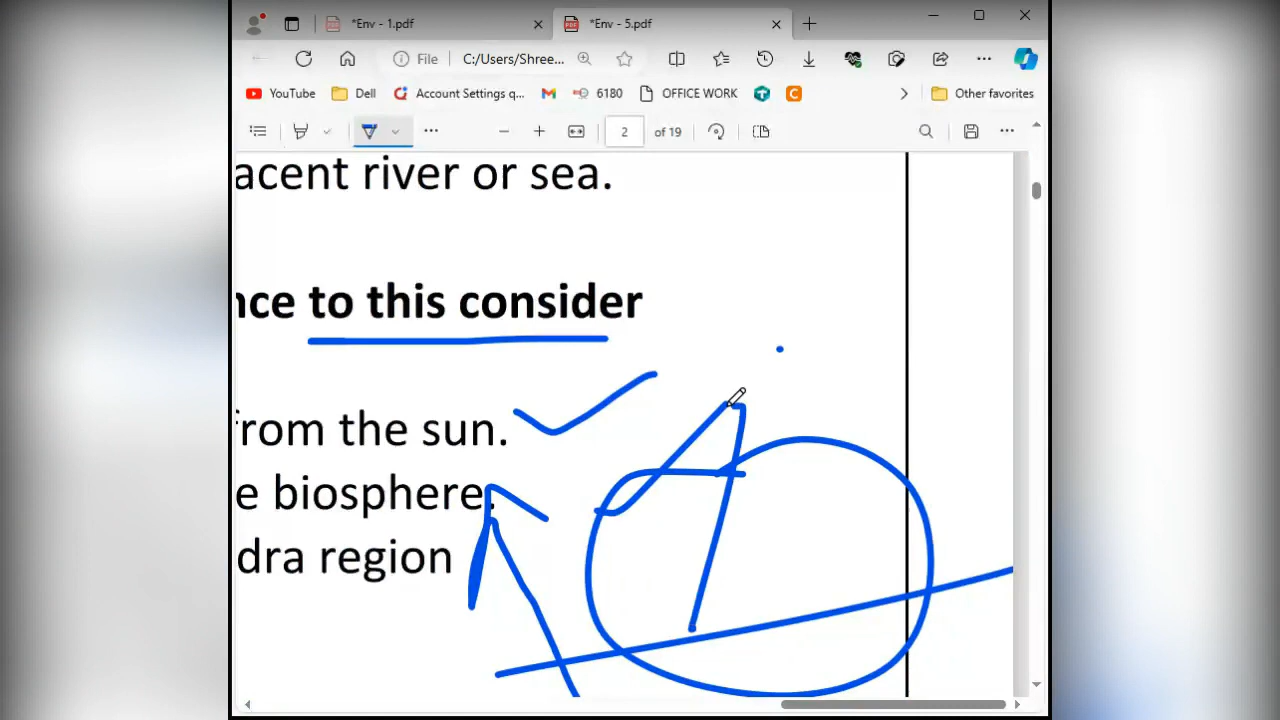 *Env - 1.pdf *Env - 5.pdf
File C:/Users/Shree...
YouTube Dell Account Settings q... 6180 OFFICE WORK Other favorites
2 of 19
acent river or sea.
nce to this consider
from the sun.
e biosphere.
dra region